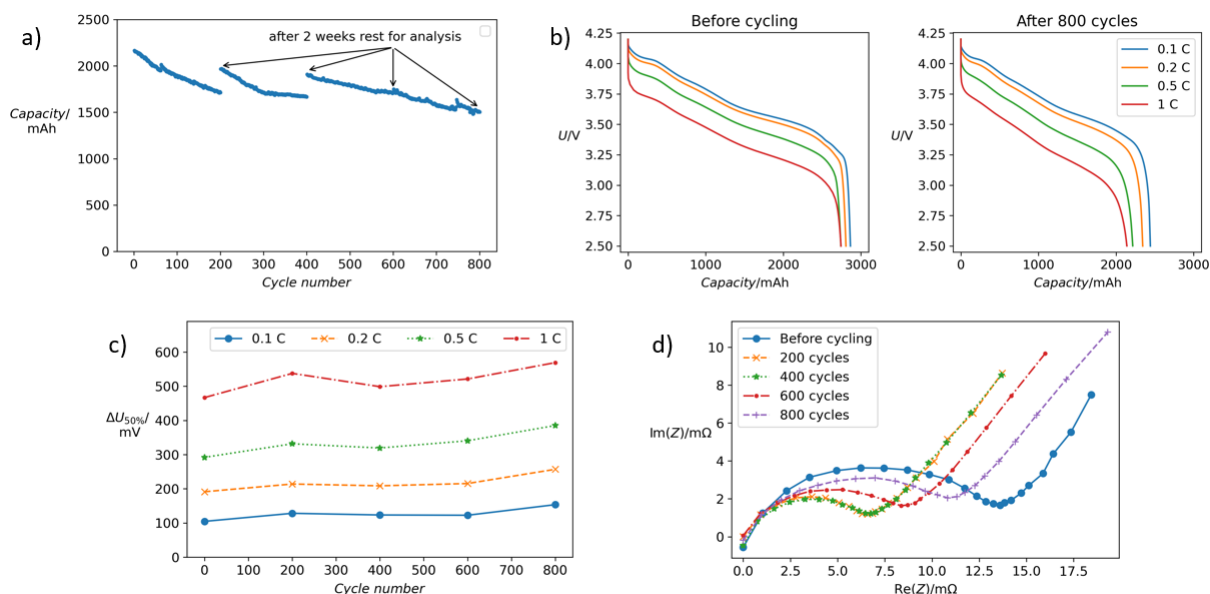 a)
2500
2000
1500
1000
500
0
Capacity/
mAh
after 2 weeks rest for analysis
0 100 200 300 400 500 600 700 800
Cycle number
b)
Before cycling
4.25
4.00
3.75
3.50
3.25
3.00
2.75
2.50
U/V
0 1000 2000 3000
Capacity/mAh
After 800 cycles
4.25
4.00
3.75
3.50
3.25
3.00
2.75
2.50
U/V
0.1 C
0.2 C
0.5 C
1 C
0 1000 2000 3000
Capacity/mAh
c)
600
500
400
300
200
100
0
ΔU50%/
mV
0.1 C 0.2 C 0.5 C 1 C
0 100 200 300 400 500 600 700 800
Cycle number
d)
10
8
6
4
2
0
Im(Z)/mΩ
Before cycling
200 cycles
400 cycles
600 cycles
800 cycles
0.0 2.5 5.0 7.5 10.0 12.5 15.0 17.5
Re(Z)/mΩ